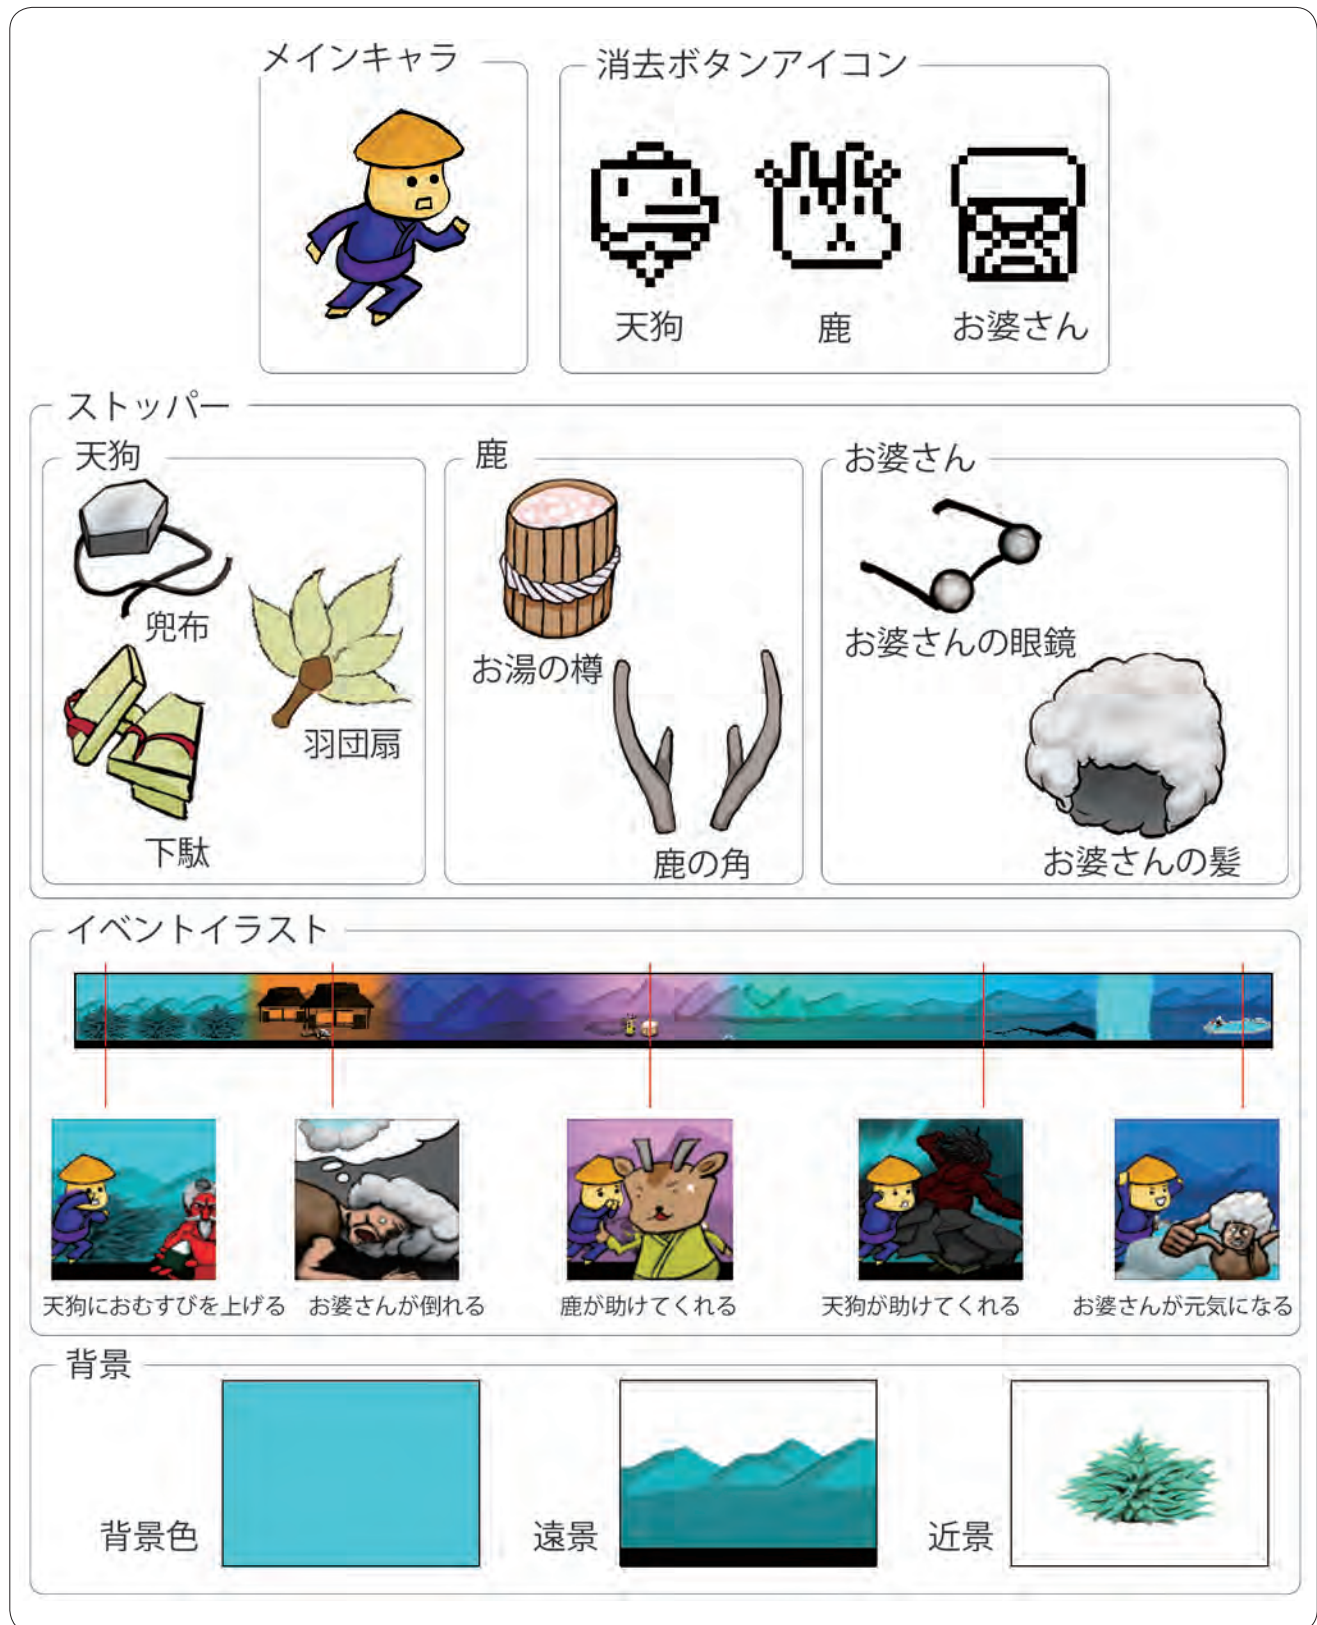 メインキャラ
消去ボタンアイコン
天狗
鹿
お婆さん
ストッパー
天狗
兜布
羽団扇
下駄
鹿
お湯の樽
鹿の角
お婆さん
お婆さんの眼鏡
お婆さんの髪
イベントイラスト
天狗におむすびを上げる
お婆さんが倒れる
鹿が助けてくれる
天狗が助けてくれる
お婆さんが元気になる
背景
背景色
遠景
近景